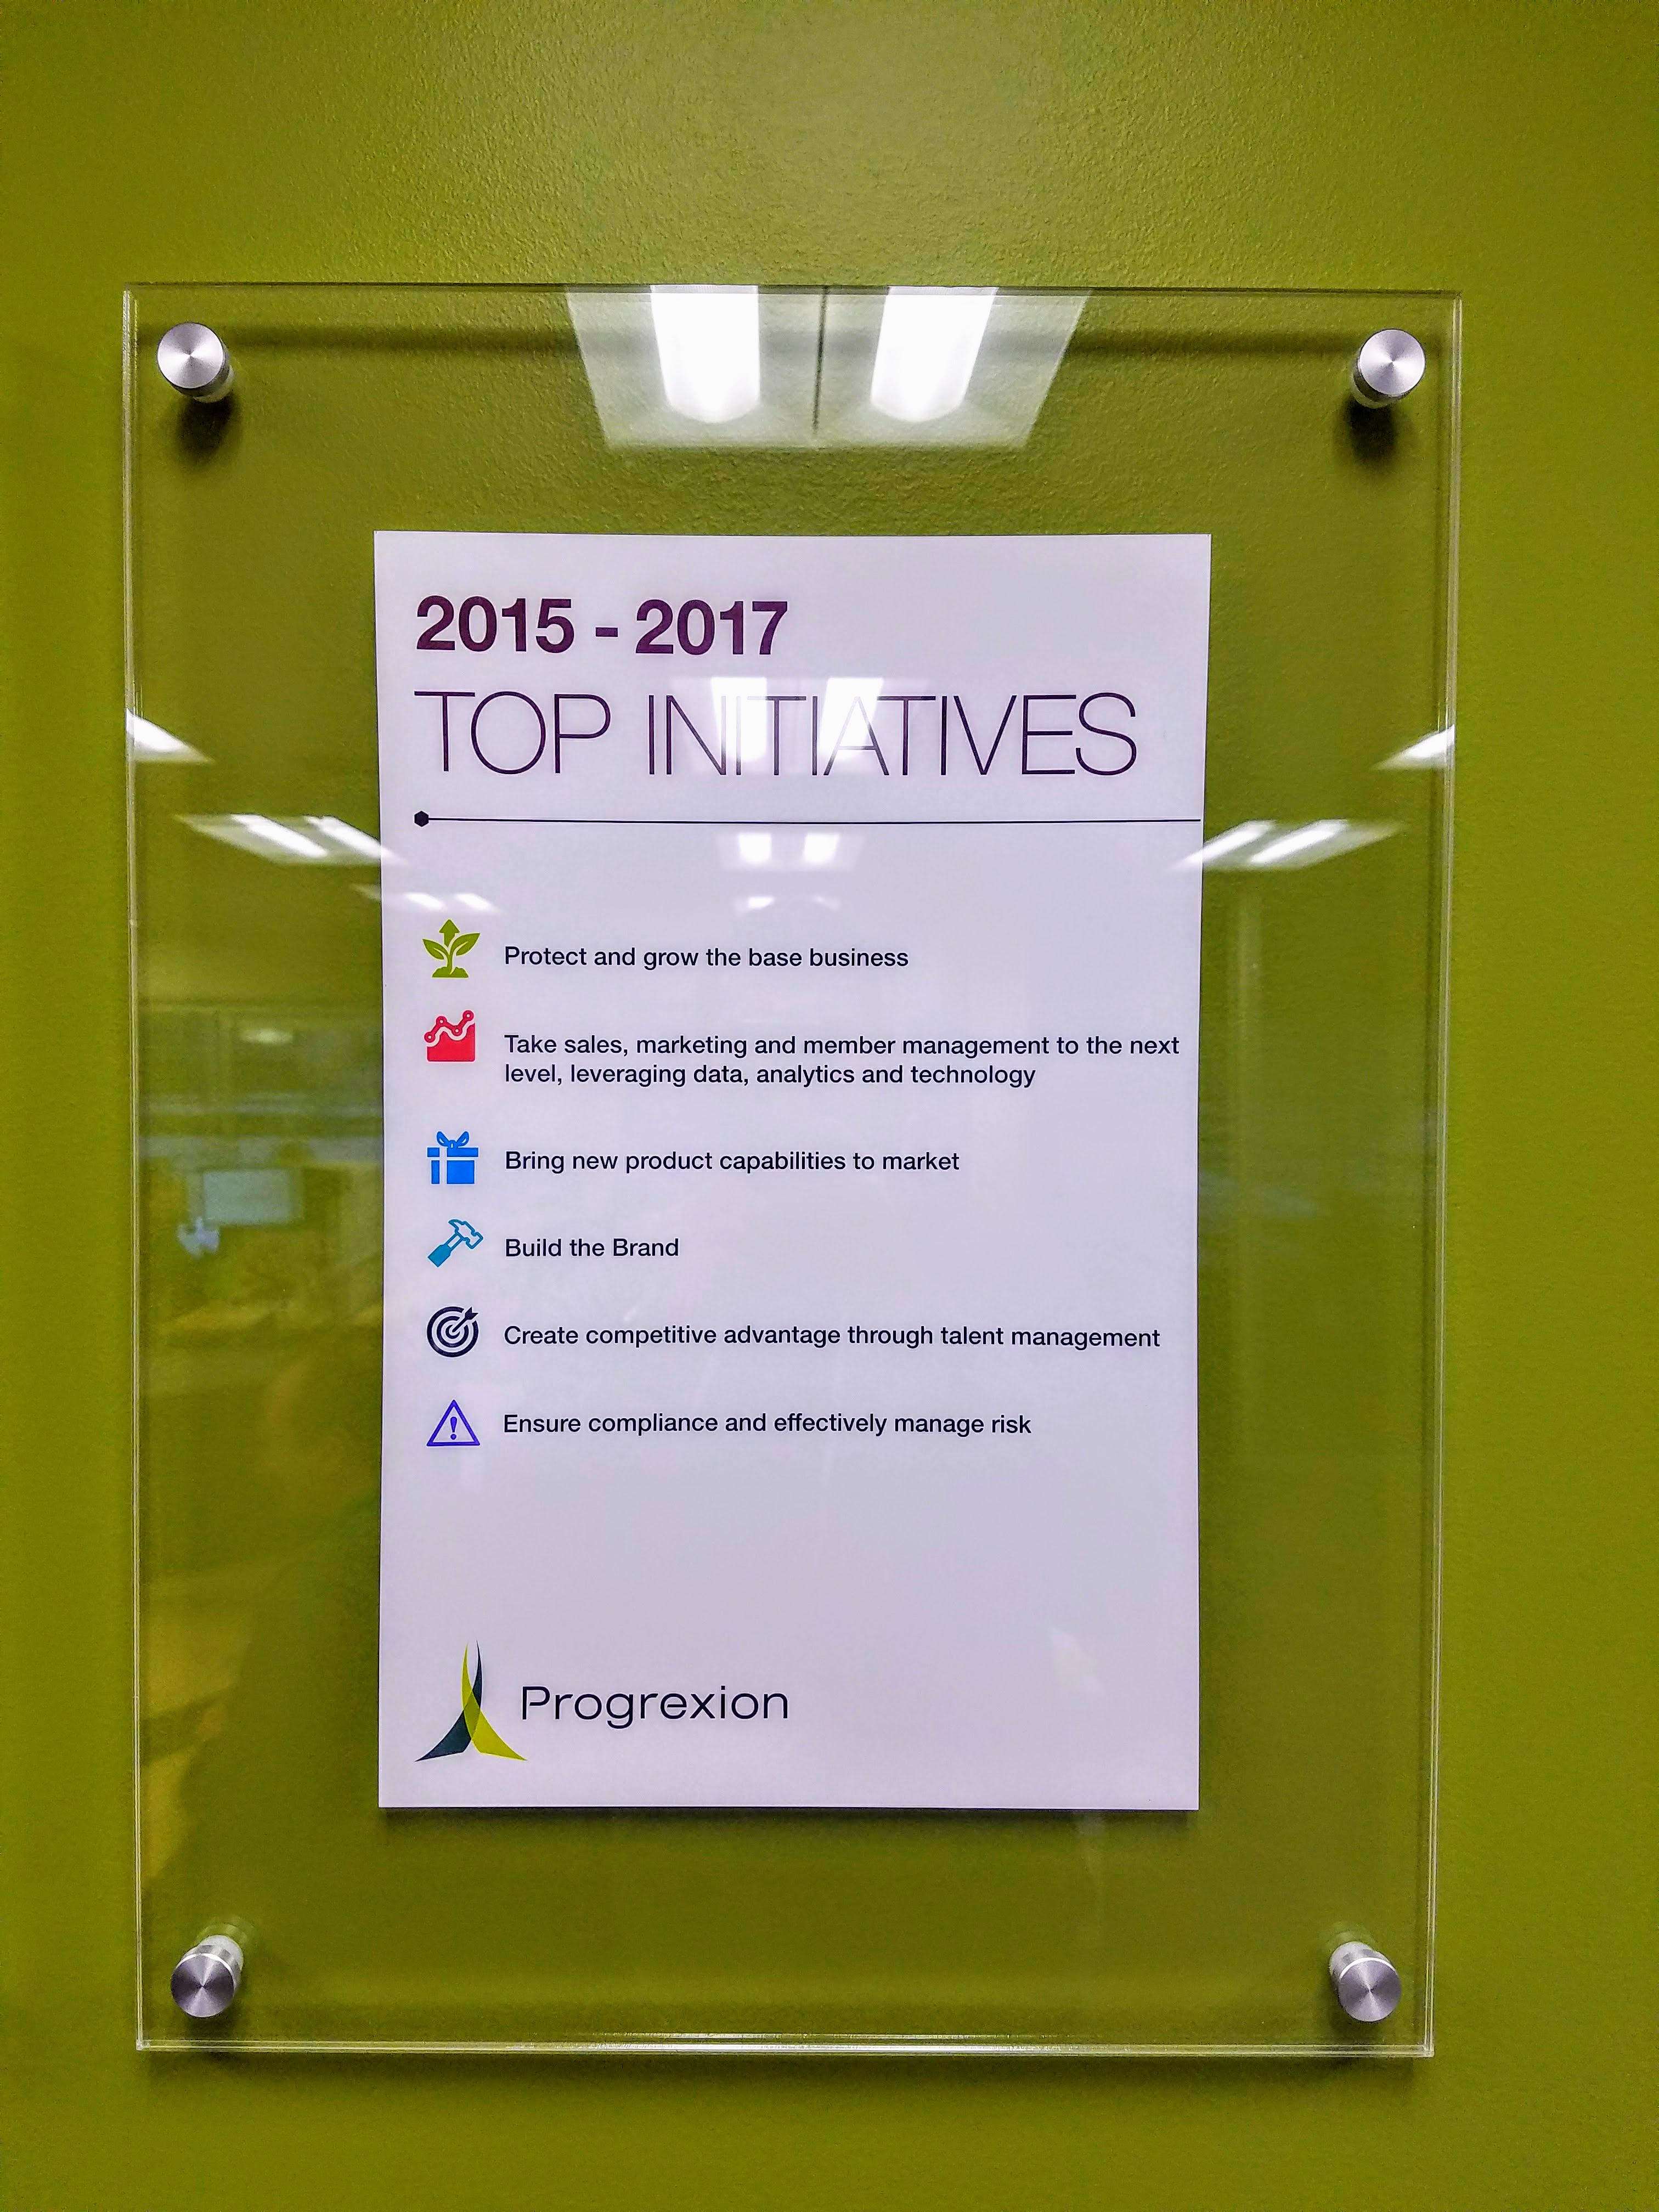 2015 - 2017
TOP INITIATIVES
Protect and grow the base business
Take sales, marketing and member management to the next
level, leveraging data, analytics and technology
Bring new product capabilities to market
Build the Brand
Create competitive advantage through talent management
Ensure compliance and effectively manage risk
Progrexion